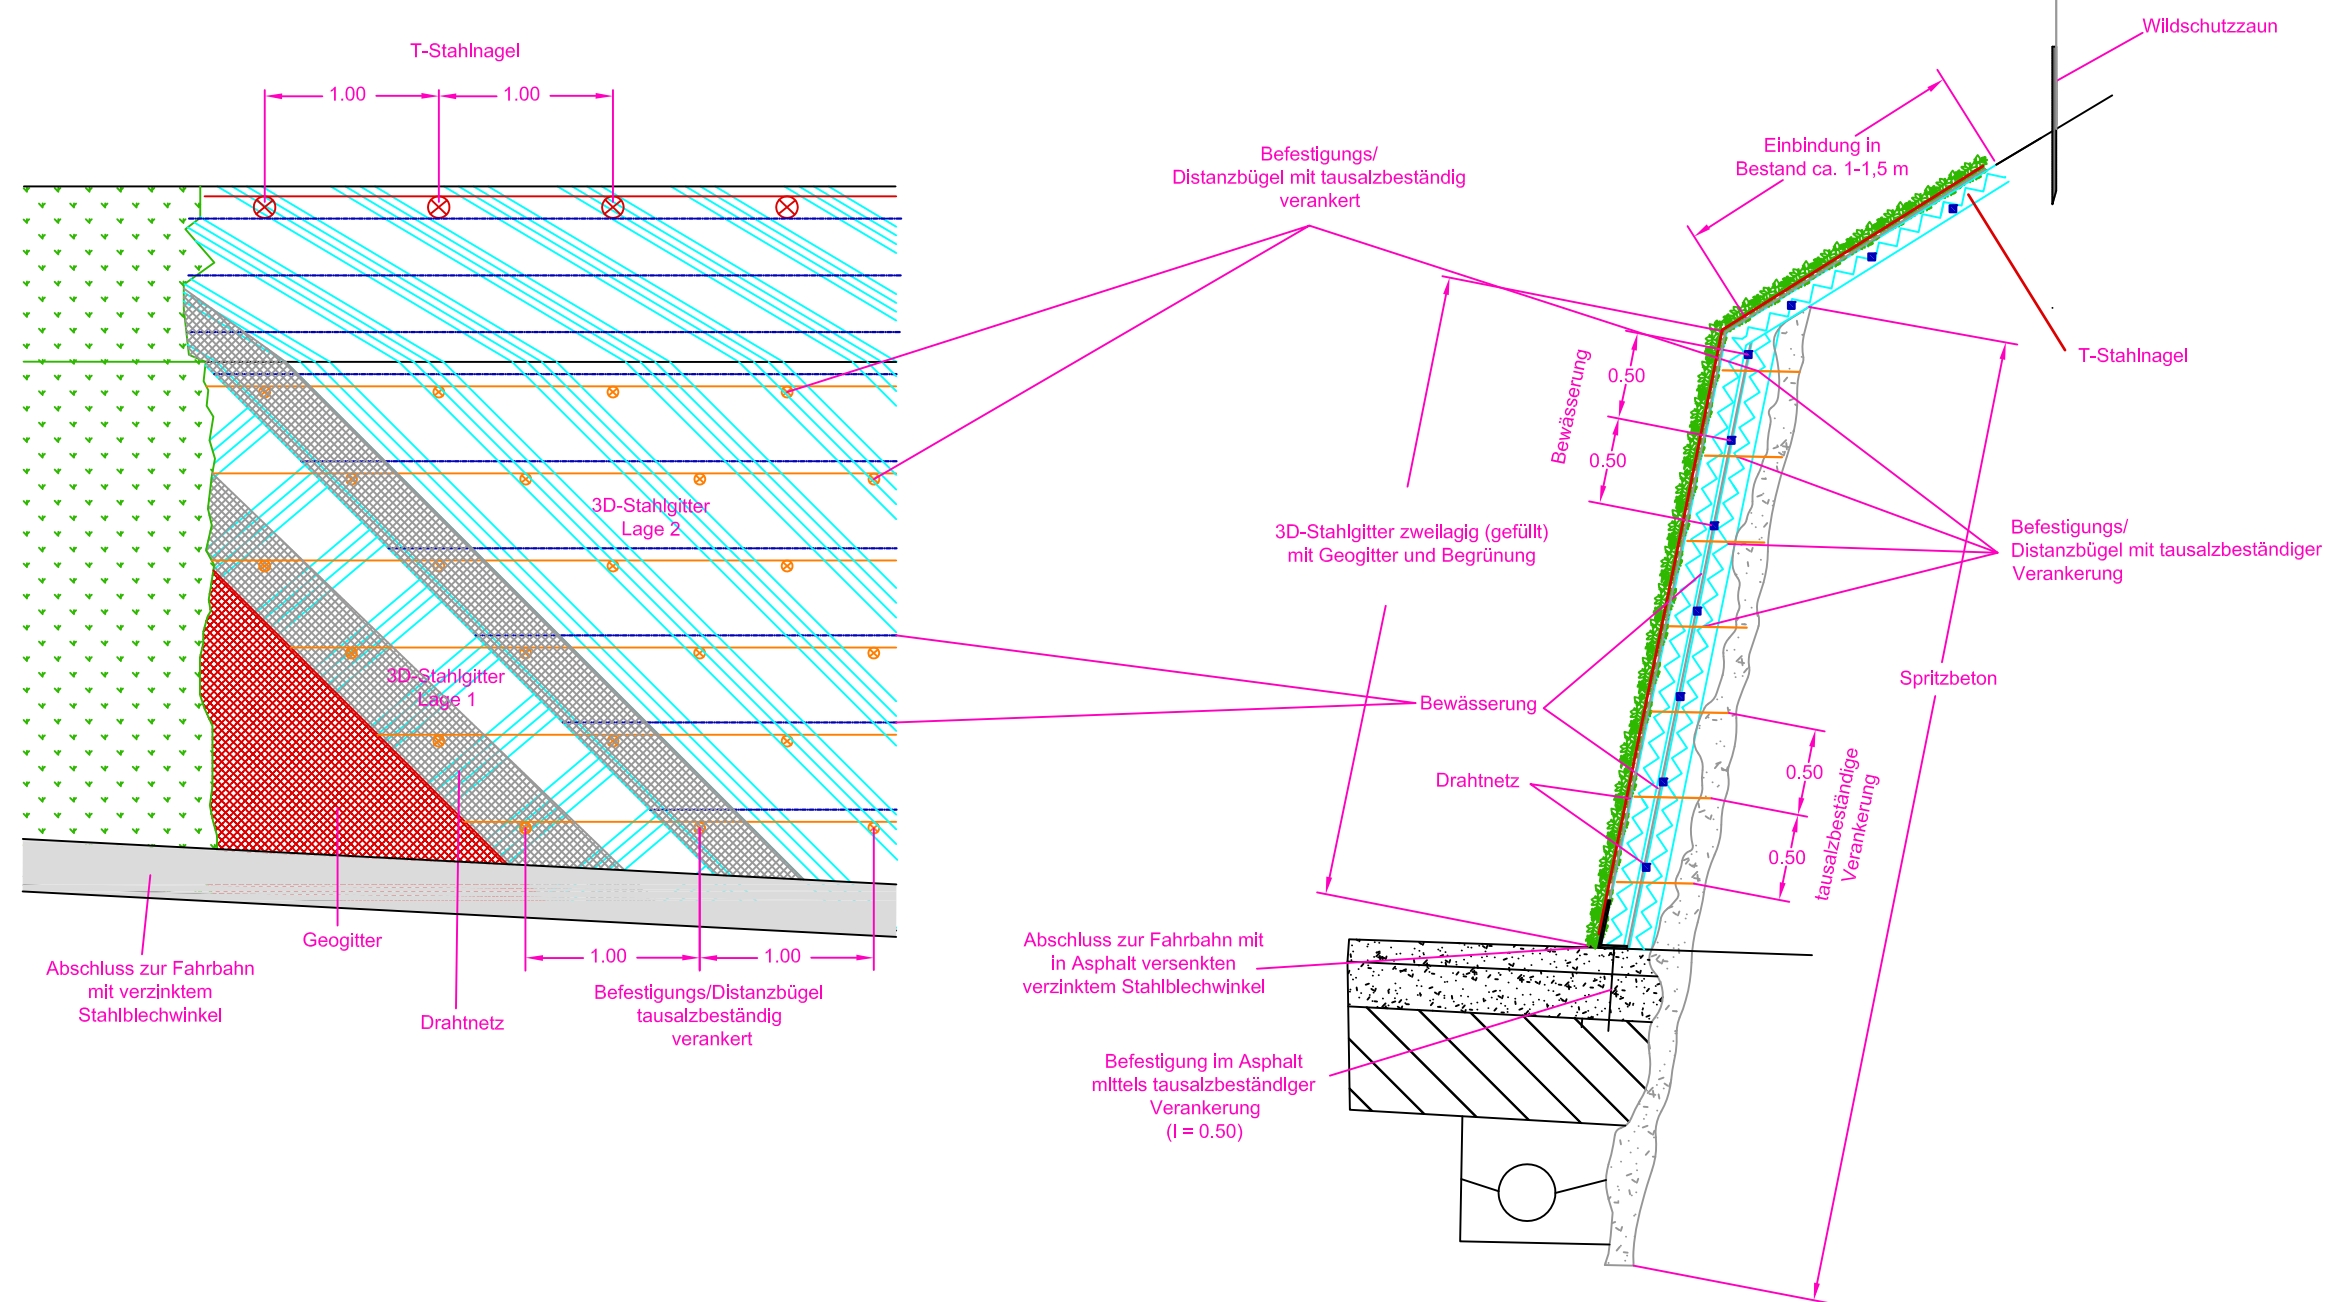 T-Stahlnagel
1.00
1.00
3D-Stahlgitter
Lage 2
3D-Stahlgitter
Lage 1
Geogitter
Abschluss zur Fahrbahn
mit verzinktem
Stahlblechwinkel
Drahtnetz
1.00
1.00
Befestigungs/Distanzbügel
tausalzbeständig
verankert
Befestigungs/
Distanzbügel mit tausalzbeständig
verankert
Wildschutzzaun
Einbindung in
Bestand ca. 1-1,5 m
T-Stahlnagel
Bewässerung
0.50
0.50
3D-Stahlgitter zweilagig (gefüllt)
mit Geogitter und Begrünung
Befestigungs/
Distanzbügel mit tausalzbeständiger
Verankerung
Spritzbeton
Bewässerung
Drahtnetz
0.50
0.50
tausalzbeständige
Verankerung
Abschluss zur Fahrbahn mit
in Asphalt versenkten
verzinktem Stahlblechwinkel
Befestigung im Asphalt
mittels tausalzbeständiger
Verankerung
(l = 0.50)